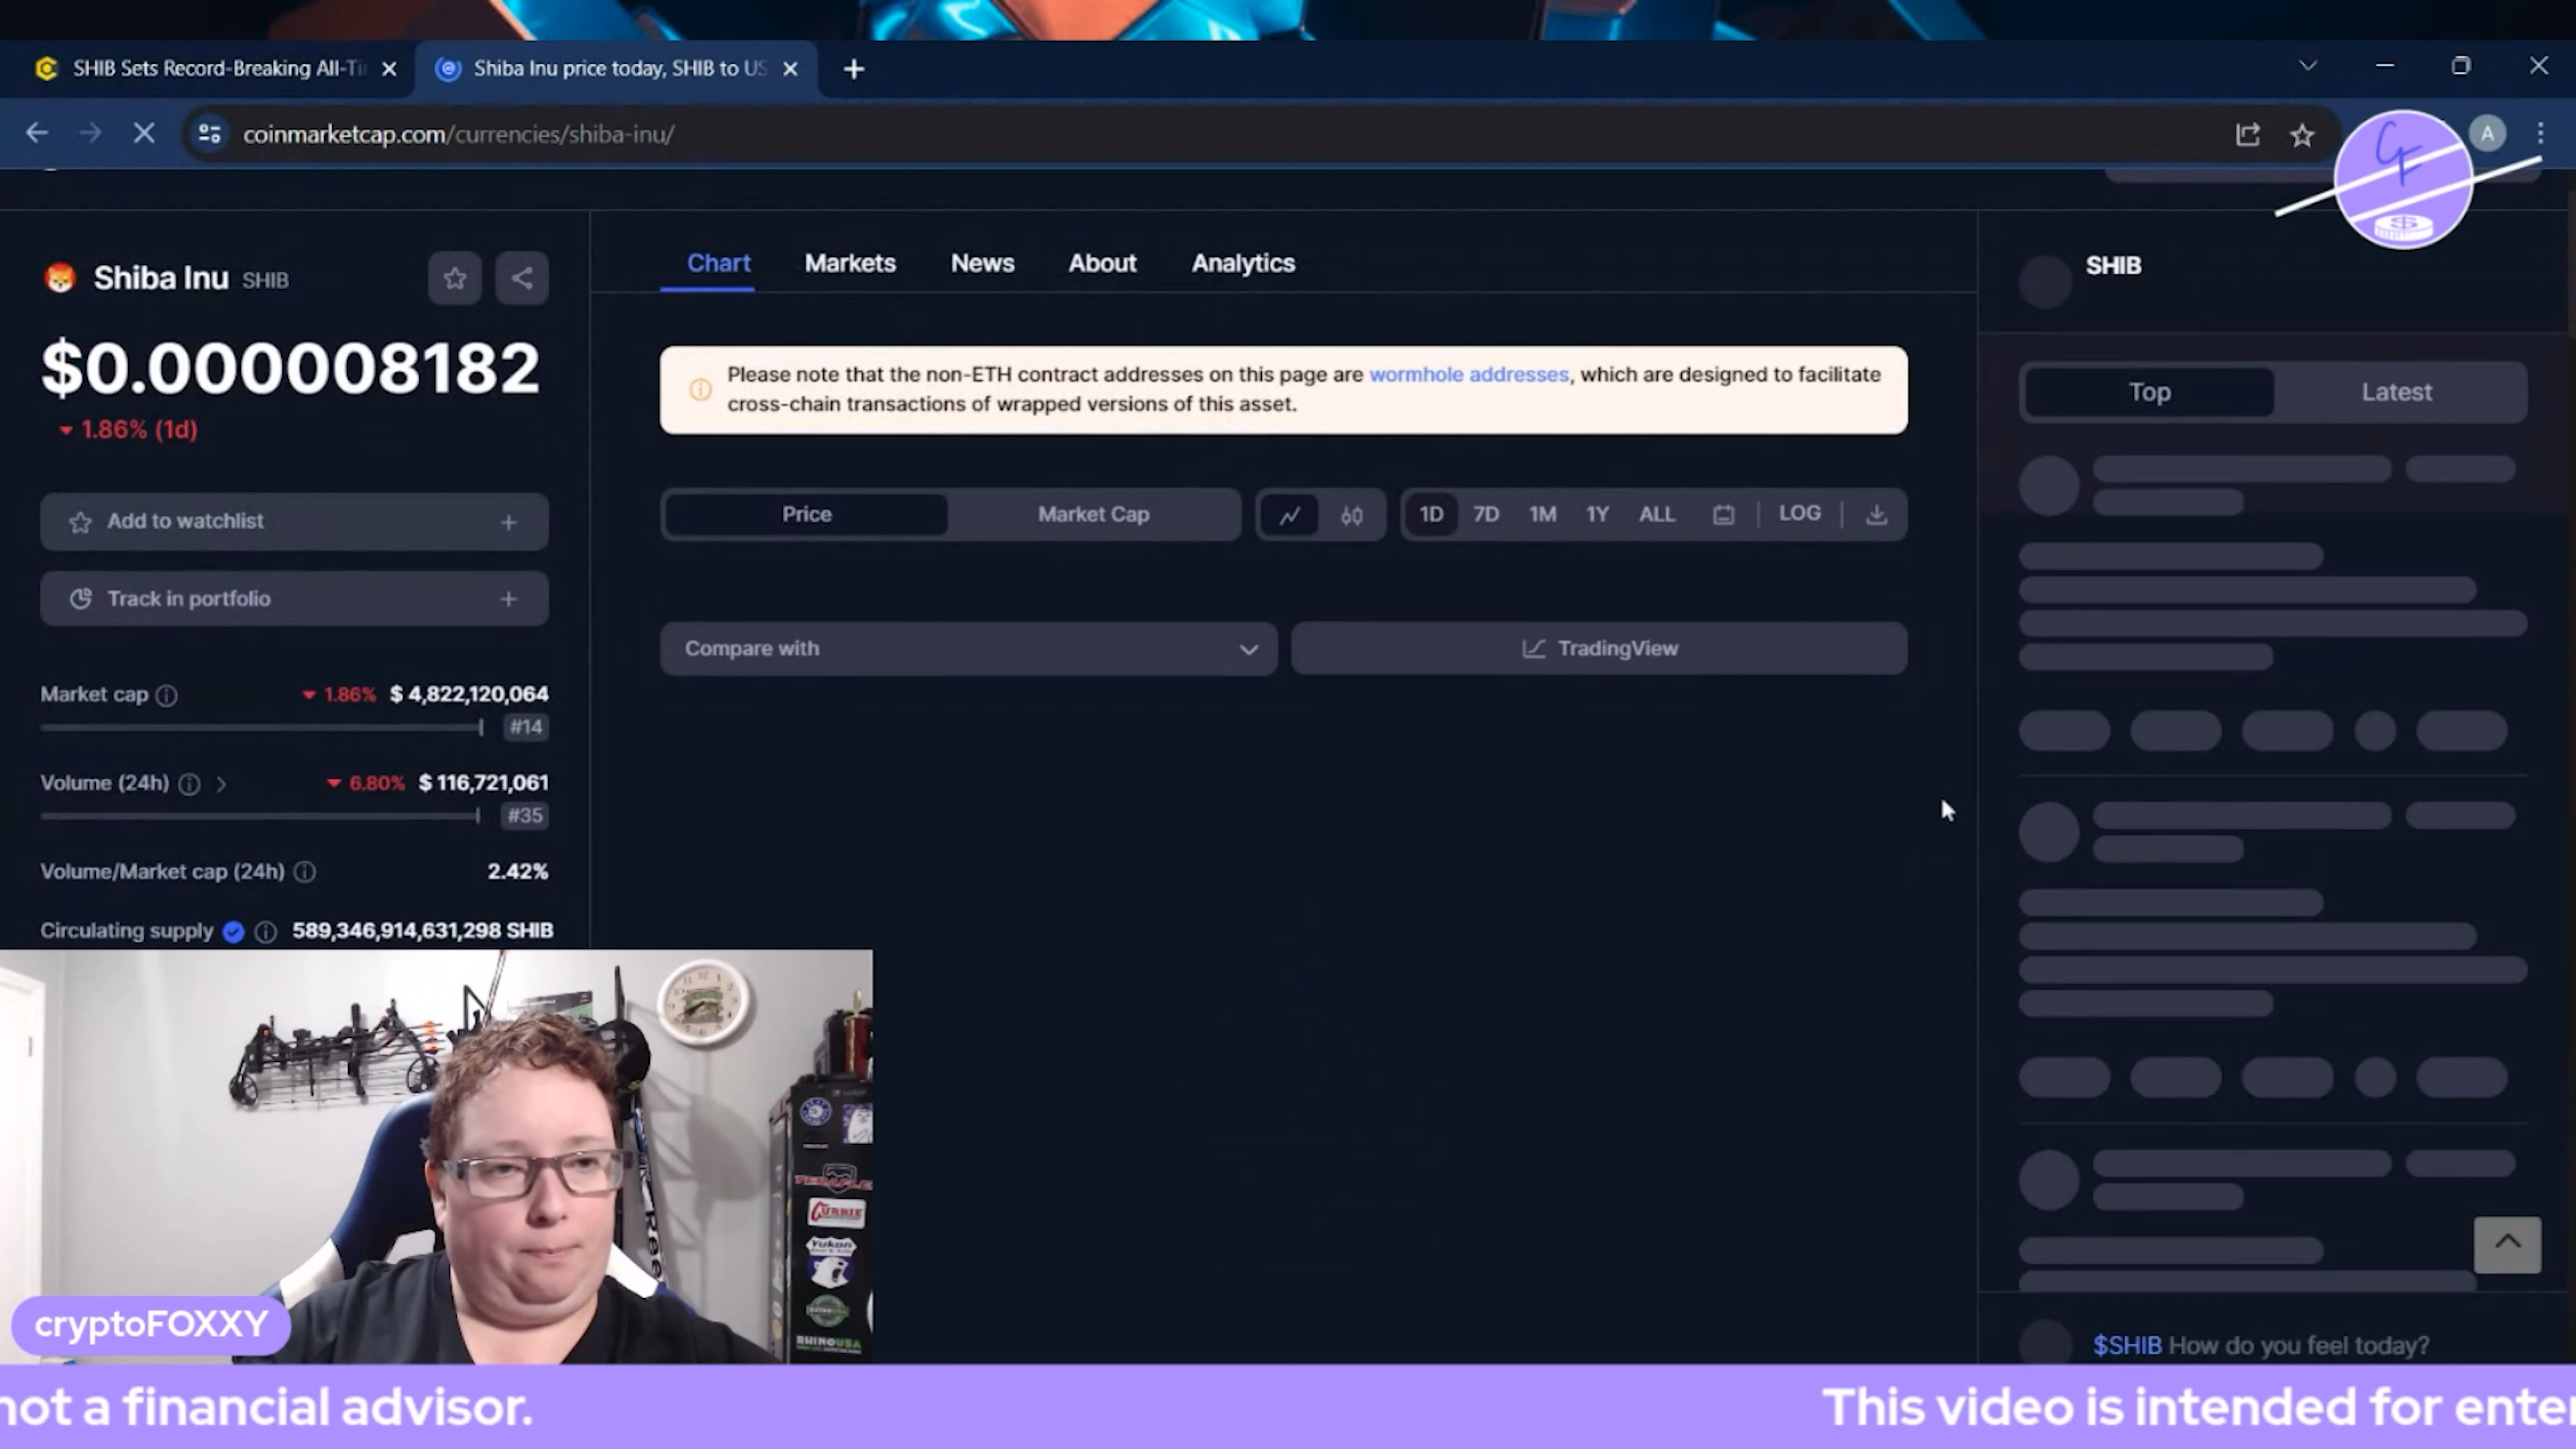 SHIB Sets Record-Breaking All-Ti
Shiba Inu price today, SHIB to US
coinmarketcap.com/currencies/shiba-inu/
A
Shiba Inu SHIB
$0.000008182
1.86% (1d)
Add to watchlist
Track in portfolio
Market cap 1.86% $ 4,822,120,064
#14
Volume (24h) 6.80% $ 116,721,061
#35
Volume/Market cap (24h) 2.42%
Circulating supply 589,346,914,631,298 SHIB
Chart Markets News About Analytics
Please note that the non-ETH contract addresses on this page are wormhole addresses, which are designed to facilitate
cross-chain transactions of wrapped versions of this asset.
Price Market Cap 1D 7D 1M 1Y ALL LOG
Compare with TradingView
SHIB
Top Latest
$SHIB How do you feel today?
CF
CURRIE
Yukon
RHINOUSA
cryptoFOXXY
not a financial advisor. This video is intended for enter